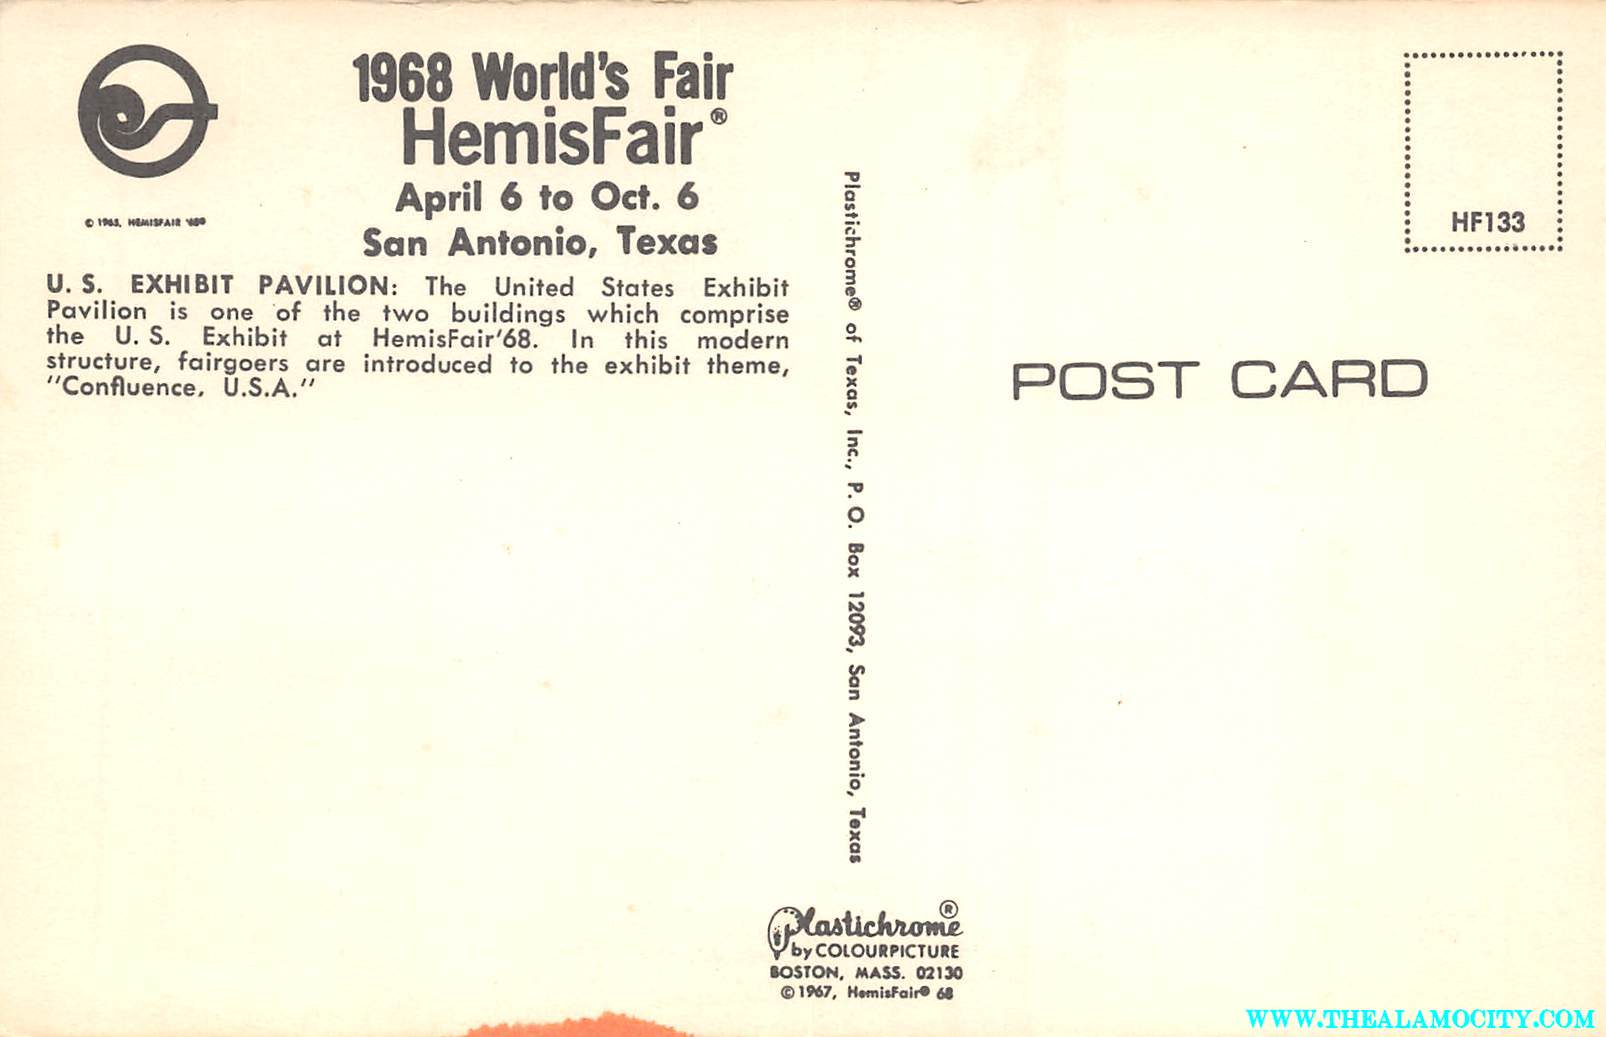 1968 World's Fair
HemisFair®
April 6 to Oct. 6
San Antonio, Texas
© 1965, HEMISFAIR '68®
U. S. EXHIBIT PAVILION: The United States Exhibit
Pavilion is one of the two buildings which comprise
the U. S. Exhibit at HemisFair'68. In this modern
structure, fairgoers are introduced to the exhibit theme,
"Confluence, U.S.A."
Plastichrome® of Texas, Inc., P. O. Box 12093, San Antonio, Texas
Plastichrome®
by COLOURPICTURE
BOSTON, MASS. 02130
© 1967, HemisFair® 68
HF133
POST CARD
WWW.THEALAMOCITY.COM